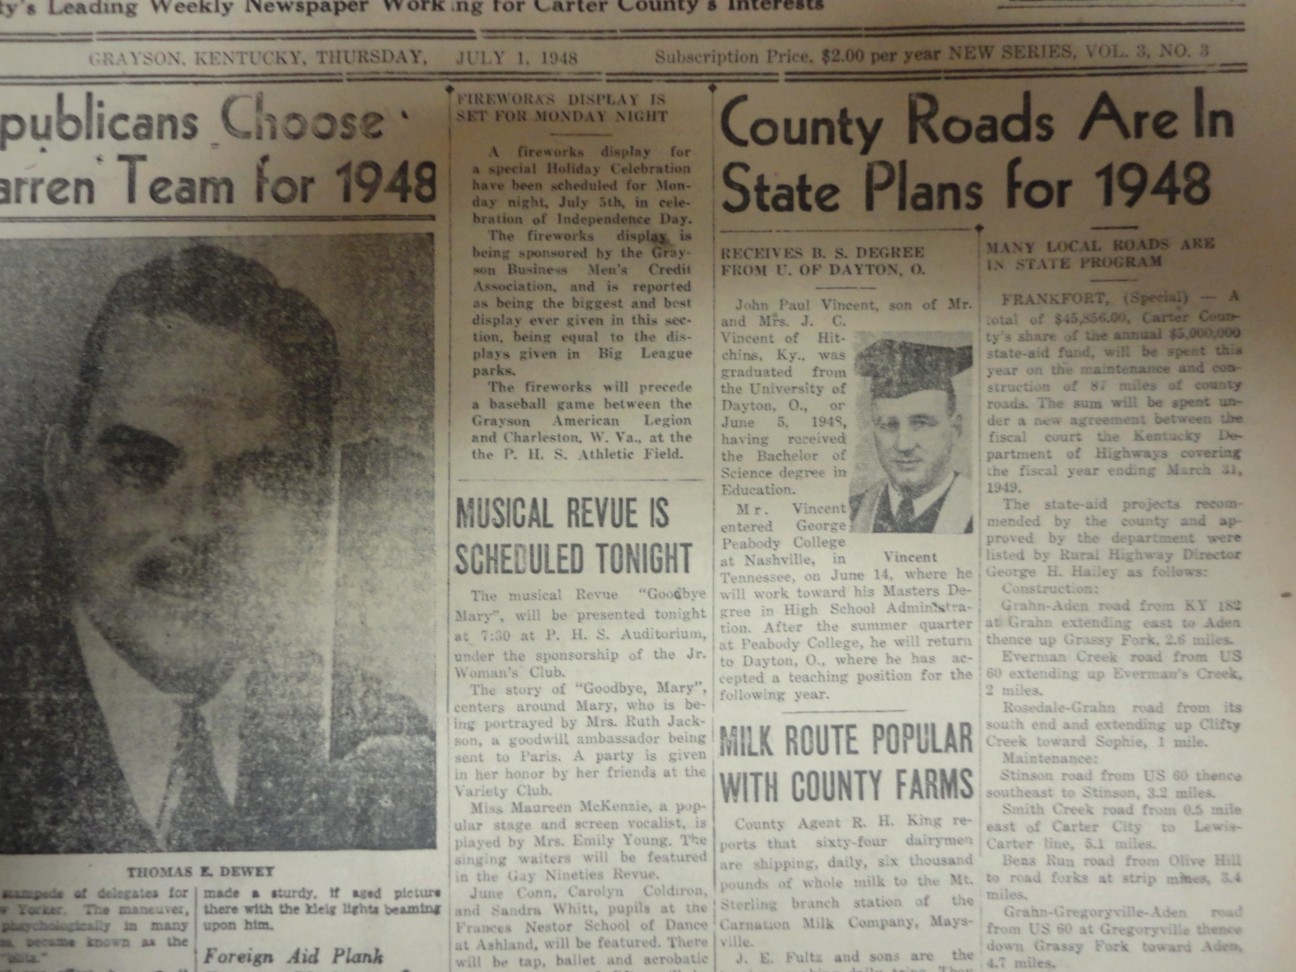 y's Leading Weekly Newspaper Working for Carter County's Interests
GRAYSON, KENTUCKY, THURSDAY, JULY 1, 1948 Subscription Price, $2.00 per year NEW SERIES, VOL. 3, NO. 3
publicans Choose
arren Team for 1948
THOMAS E. DEWEY
stampede of delegates for
w Yorker. The maneuver,
phsychologically in many
became known as the
made a sturdy, if aged picture
there with the kleig lights beaming
upon him.
Foreign Aid Plank
FIREWORKS DISPLAY IS
SET FOR MONDAY NIGHT
A fireworks display for
a special Holiday Celebration
have been scheduled for Mon-
day night, July 5th, in cele-
bration of Independence Day.
The fireworks display is
being sponsored by the Gray-
son Business Men's Credit
Association, and is reported
as being the biggest and best
display ever given in this sec-
tion, being equal to the dis-
plays given in Big League
parks.
The fireworks will precede
a baseball game between the
Grayson American Legion
and Charleston, W. Va., at the
the P. H. S. Athletic Field.
MUSICAL REVUE IS
SCHEDULED TONIGHT
The musical Revue "Goodbye
Mary", will be presented tonight
at 7:30 at P. H. S. Auditorium,
under the sponsorship of the Jr.
Woman's Club.
The story of "Goodbye, Mary",
centers around Mary, who is be-
ing portrayed by Mrs. Ruth Jack-
son, a goodwill ambassador being
sent to Paris. A party is given
in her honor by her friends at the
Variety Club.
Miss Maureen McKenzie, a pop-
ular stage and screen vocalist, is
played by Mrs. Emily Young. The
singing waiters will be featured
in the Gay Nineties Revue.
June Conn, Carolyn Coldiron,
and Sandra Whitt, pupils at the
Frances Nestor School of Dance
at Ashland, will be featured. There
will be tap, ballet and acrobatic
County Roads Are In
State Plans for 1948
RECEIVES B. S. DEGREE
FROM U. OF DAYTON, O.
John Paul Vincent, son of Mr.
and Mrs. J. C.
Vincent of Hit-
chins, Ky., was
graduated from
the University of
Dayton, O., or
June 5, 1948,
having received
the Bachelor of
Science degree in
Education.
Mr. Vincent
entered George
Peabody College
at Nashville, in
Vincent
Tennessee, on June 14, where he
will work toward his Masters De-
gree in High School Administra-
tion. After the summer quarter
at Peabody College, he will return
to Dayton, O., where he has ac-
cepted a teaching position for the
following year.
MILK ROUTE POPULAR
WITH COUNTY FARMS
County Agent R. H. King re-
ports that sixty-four dairymen
are shipping, daily, six thousand
pounds of whole milk to the Mt.
Sterling branch station of the
Carnation Milk Company, Mays-
ville.
J. E. Fultz and sons are the
MANY LOCAL ROADS ARE
IN STATE PROGRAM
FRANKFORT, (Special) — A
total of $45,856.00, Carter Coun-
ty's share of the annual $5,000,000
state-aid fund, will be spent this
year on the maintenance and con-
struction of 87 miles of county
roads. The sum will be spent un-
der a new agreement between the
fiscal court the Kentucky De-
partment of Highways covering
the fiscal year ending March 31,
1949.
The state-aid projects recom-
mended by the county and ap-
proved by the department were
listed by Rural Highway Director
George H. Hailey as follows:
Construction:
Grahn-Aden road from KY 182
at Grahn extending east to Aden
thence up Grassy Fork, 2.6 miles.
Everman Creek road from US
60 extending up Everman's Creek,
2 miles.
Rosedale-Grahn road from its
south end and extending up Clifty
Creek toward Sophie, 1 mile.
Maintenance:
Stinson road from US 60 thence
southeast to Stinson, 3.2 miles.
Smith Creek road from 0.5 mile
east of Carter City to Lewis-
Carter line, 5.1 miles.
Bens Run road from Olive Hill
to road forks at strip mines, 3.4
miles.
Grahn-Gregoryville-Aden road
from US 60 at Gregoryville thence
down Grassy Fork toward Aden,
4.7 miles.